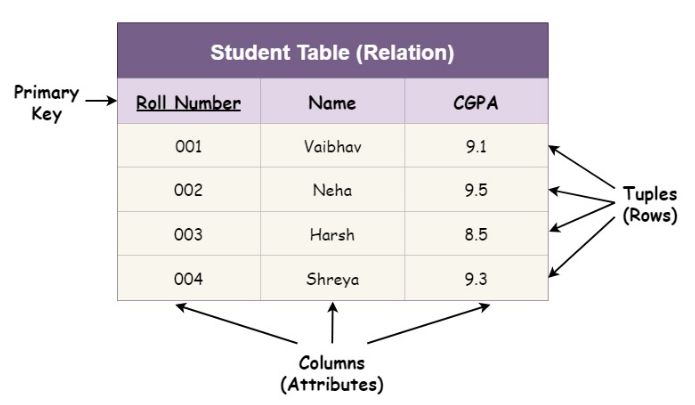 Student Table (Relation)
Primary
Key
Roll Number Name CGPA
001 Vaibhav 9.1
002 Neha 9.5
003 Harsh 8.5
004 Shreya 9.3
Tuples
(Rows)
Columns
(Attributes)